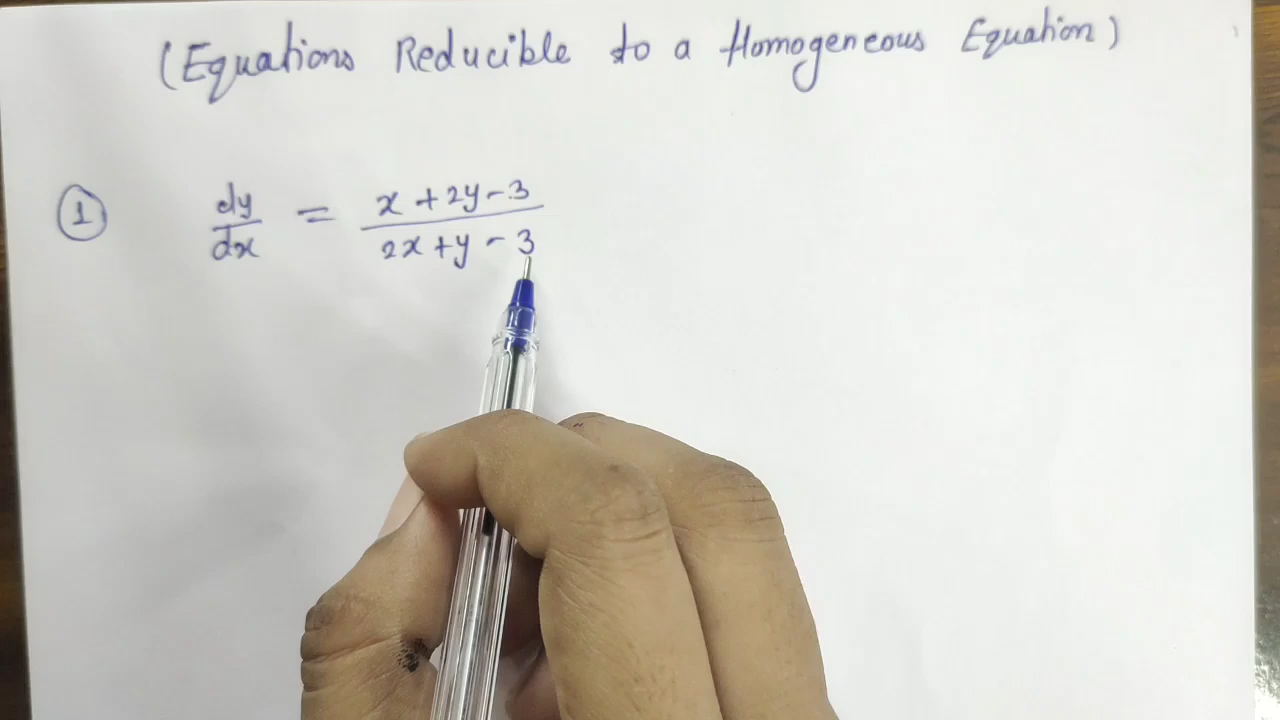 (Equations Reducible to a Homogeneous Equation)
① dy/dx = (x + 2y - 3)/(2x + y - 3)